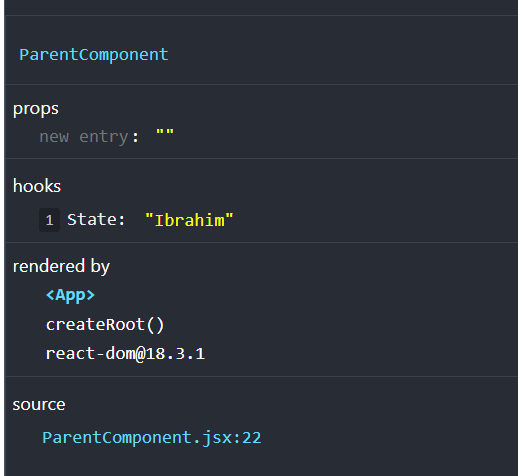 ParentComponent
props
new entry: ""
hooks
1 State: "Ibrahim"
rendered by
<App>
createRoot()
react-dom@18.3.1
source
ParentComponent.jsx:22